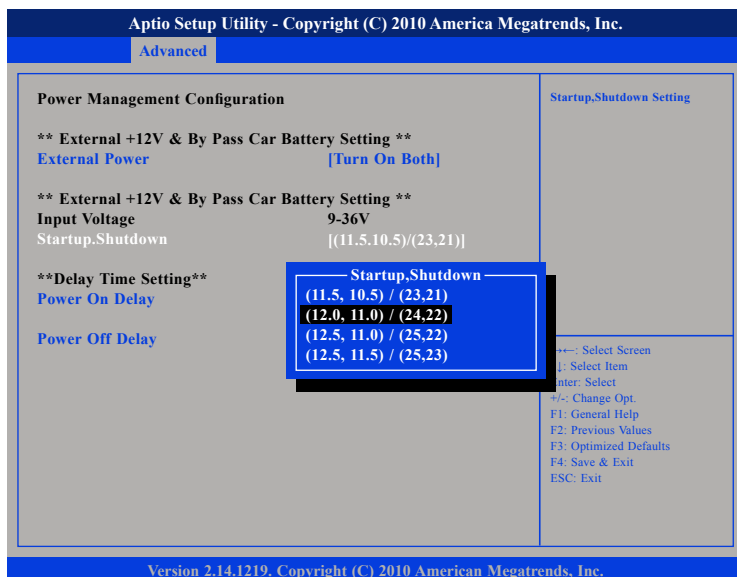 Aptio Setup Utility - Copyright (C) 2010 America Megatrends, Inc.
Advanced
Power Management Configuration
** External +12V & By Pass Car Battery Setting **
External Power [Turn On Both]
** External +12V & By Pass Car Battery Setting **
Input Voltage 9-36V
Startup.Shutdown [(11.5.10.5)/(23,21)]
**Delay Time Setting**
Power On Delay
Power Off Delay
Startup,Shutdown
(11.5, 10.5) / (23,21)
(12.0, 11.0) / (24,22)
(12.5, 11.0) / (25,22)
(12.5, 11.5) / (25,23)
Startup,Shutdown Setting
→←: Select Screen
↓: Select Item
nter: Select
+/-: Change Opt.
F1: General Help
F2: Previous Values
F3: Optimized Defaults
F4: Save & Exit
ESC: Exit
Version 2.14.1219. Copyright (C) 2010 American Megatrends, Inc.